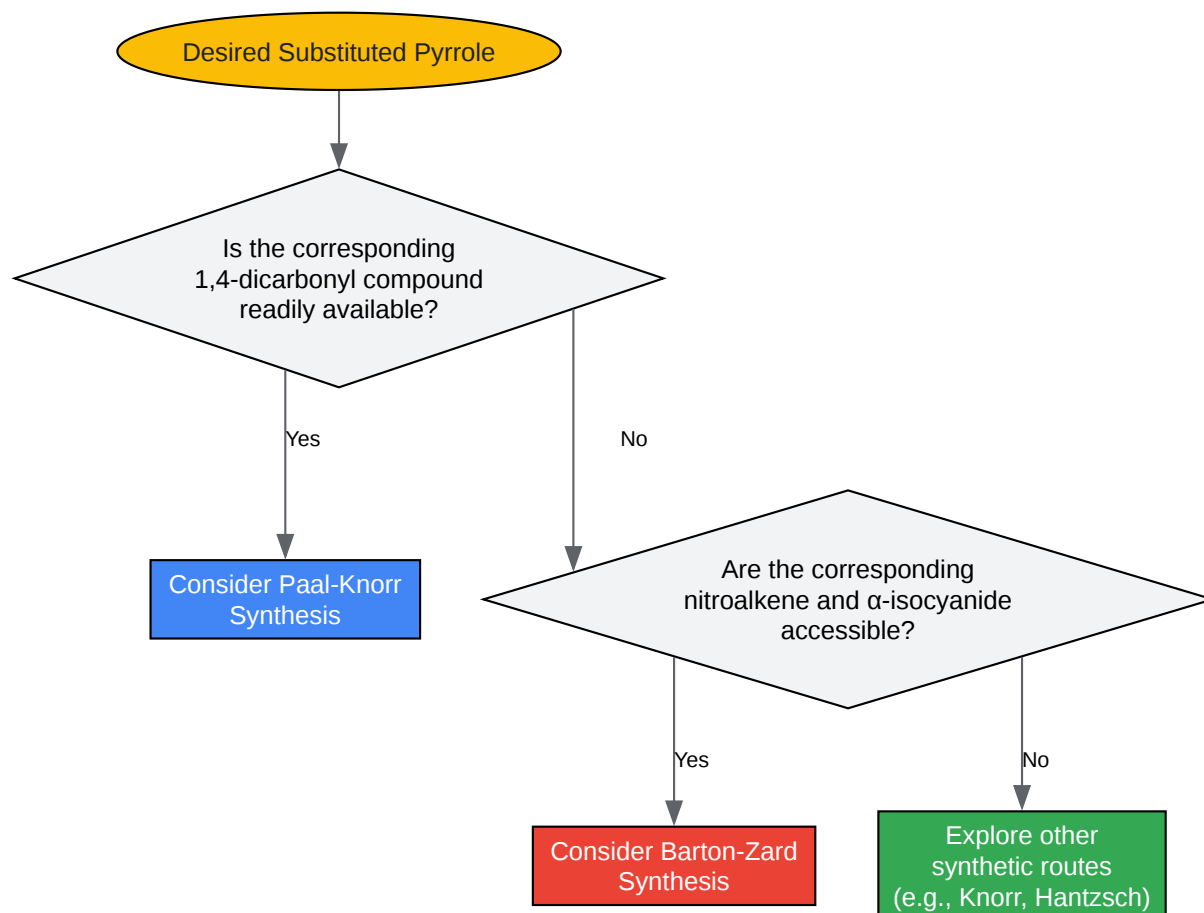 Desired Substituted Pyrrole
Is the corresponding
1,4-dicarbonyl compound
readily available?
Yes
No
Consider Paal-Knorr
Synthesis
Are the corresponding
nitroalkene and α-isocyanide
accessible?
Yes
No
Consider Barton-Zard
Synthesis
Explore other
synthetic routes
(e.g., Knorr, Hantzsch)